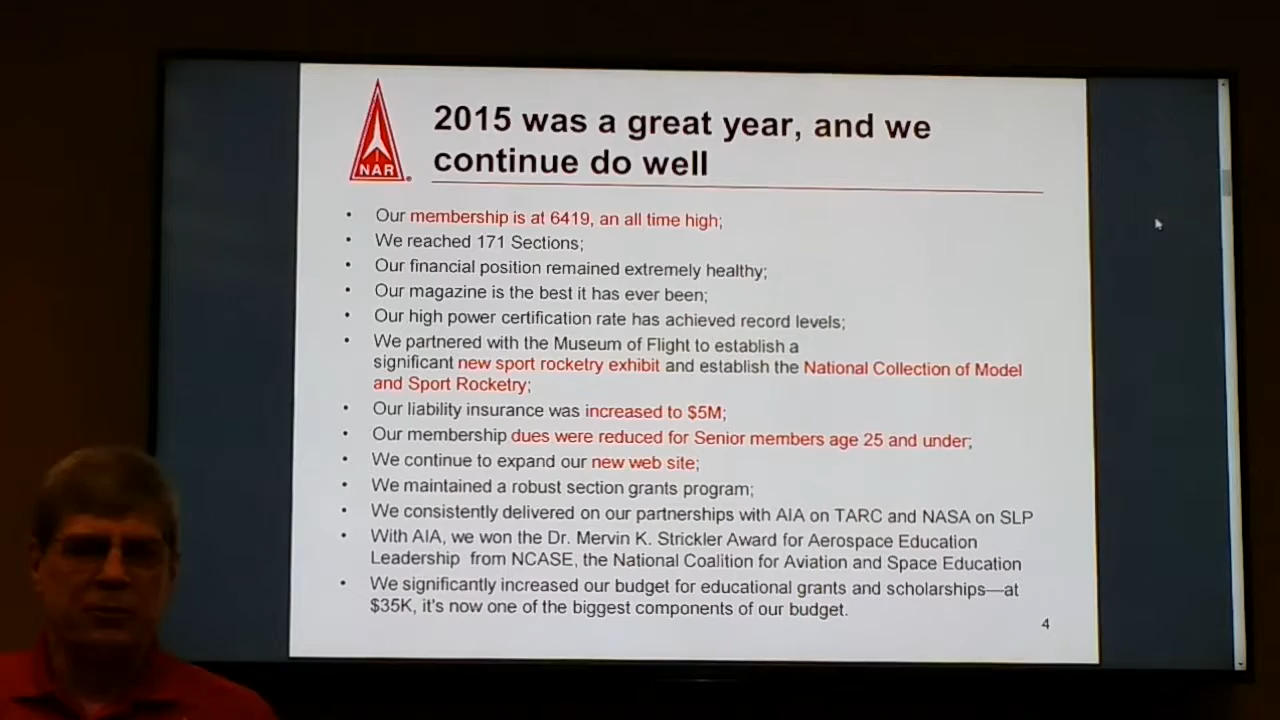 NAR
2015 was a great year, and we
continue do well
• Our membership is at 6419, an all time high;
• We reached 171 Sections;
• Our financial position remained extremely healthy;
• Our magazine is the best it has ever been;
• Our high power certification rate has achieved record levels;
• We partnered with the Museum of Flight to establish a
significant new sport rocketry exhibit and establish the National Collection of Model
and Sport Rocketry;
• Our liability insurance was increased to $5M;
• Our membership dues were reduced for Senior members age 25 and under;
• We continue to expand our new web site;
• We maintained a robust section grants program;
• We consistently delivered on our partnerships with AIA on TARC and NASA on SLP
• With AIA, we won the Dr. Mervin K. Strickler Award for Aerospace Education
Leadership from NCASE, the National Coalition for Aviation and Space Education
• We significantly increased our budget for educational grants and scholarships—at
$35K, it's now one of the biggest components of our budget.
4